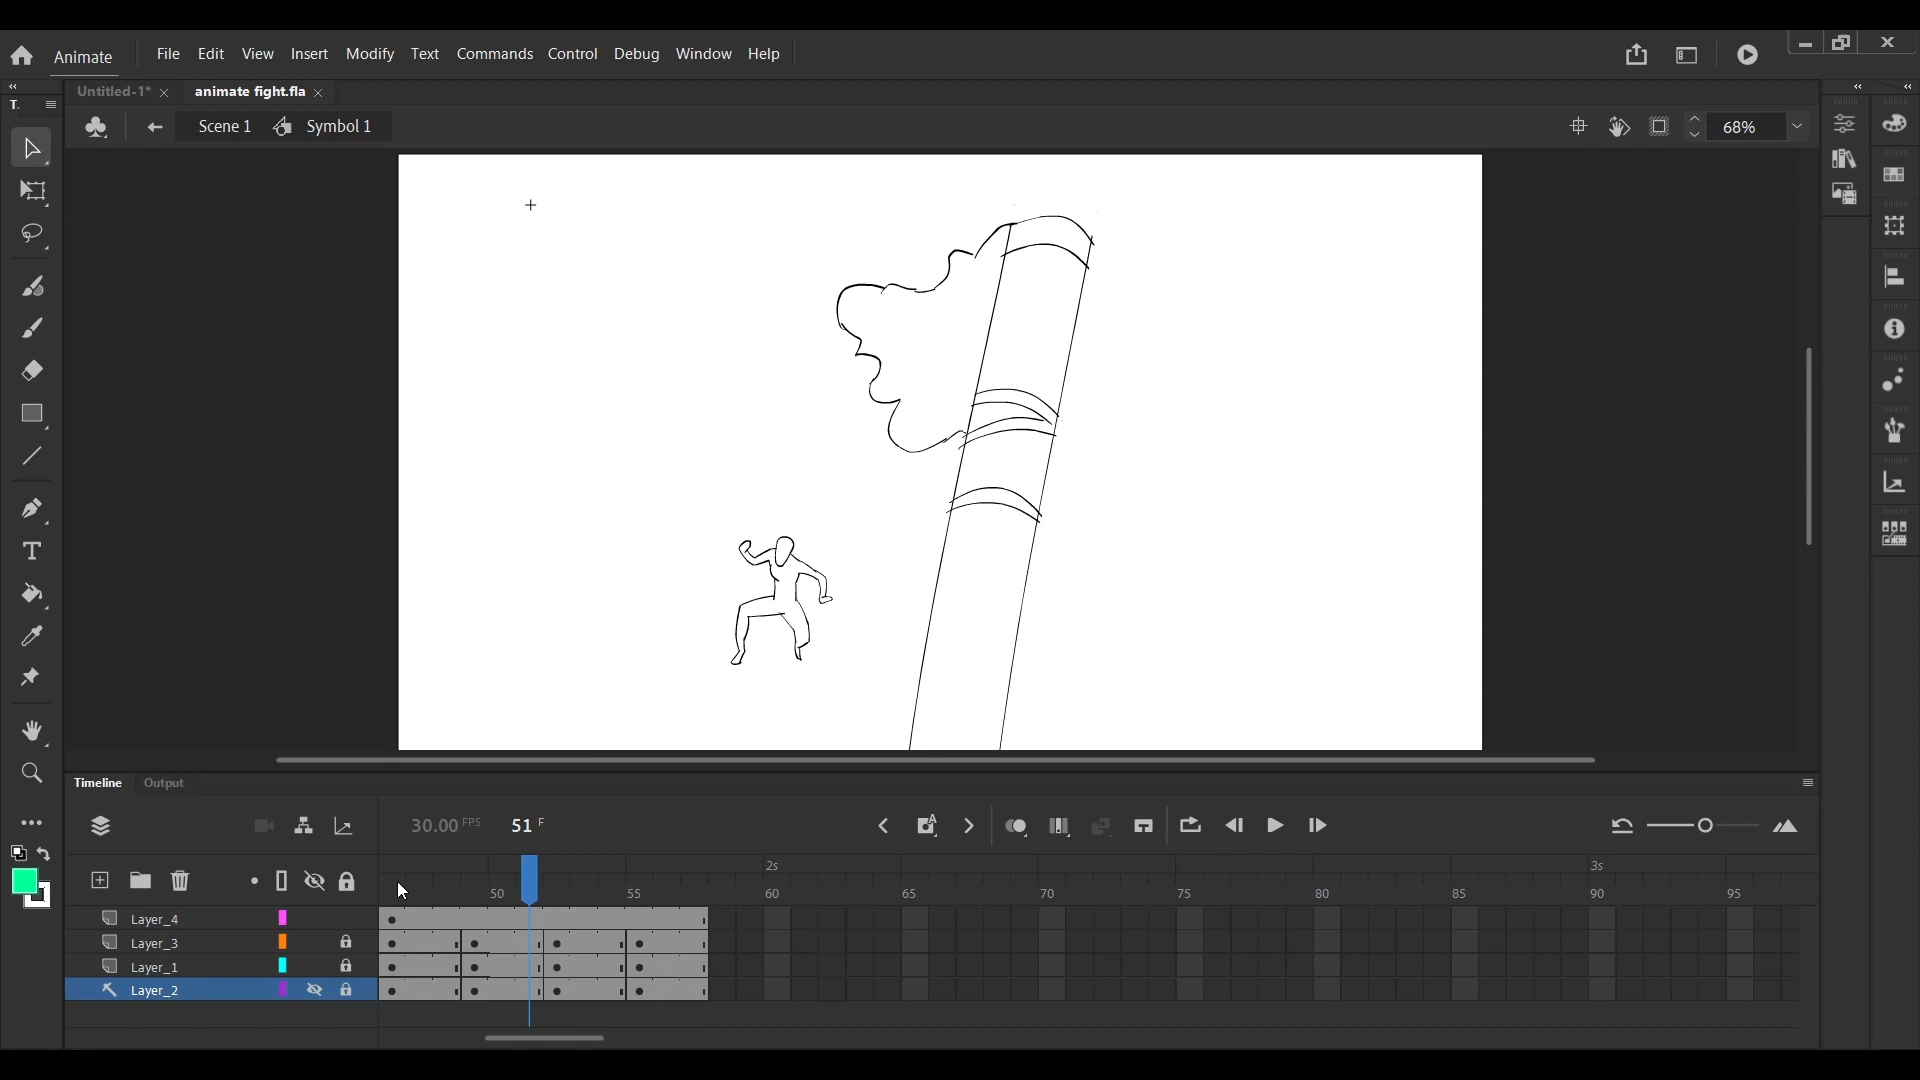 Animate File Edit View Insert Modify Text Commands Control Debug Window Help
Untitled-1* animate fight.fla
T.
Scene 1 Symbol 1 68%
Timeline Output
30.00 FPS 51 F
2s 3s
50 55 60 65 70 75 80 85 90 95
Layer_4
Layer_3
Layer_1
Layer_2